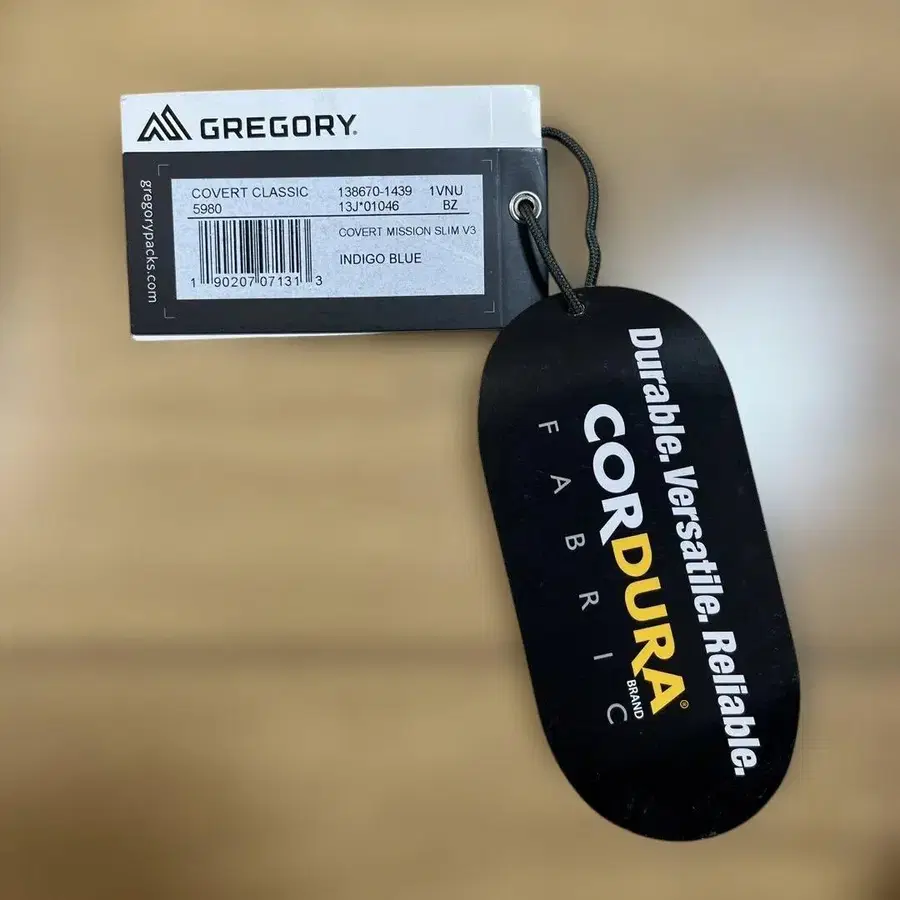 GREGORY.
gregorypacks.com
COVERT CLASSIC 138670-1439 1VNU
5980 13J*01046 BZ
COVERT MISSION SLIM V3
INDIGO BLUE
1 90207 07131 3
Durable. Versatile. Reliable.
CORDURA®
BRAND
FABRIC